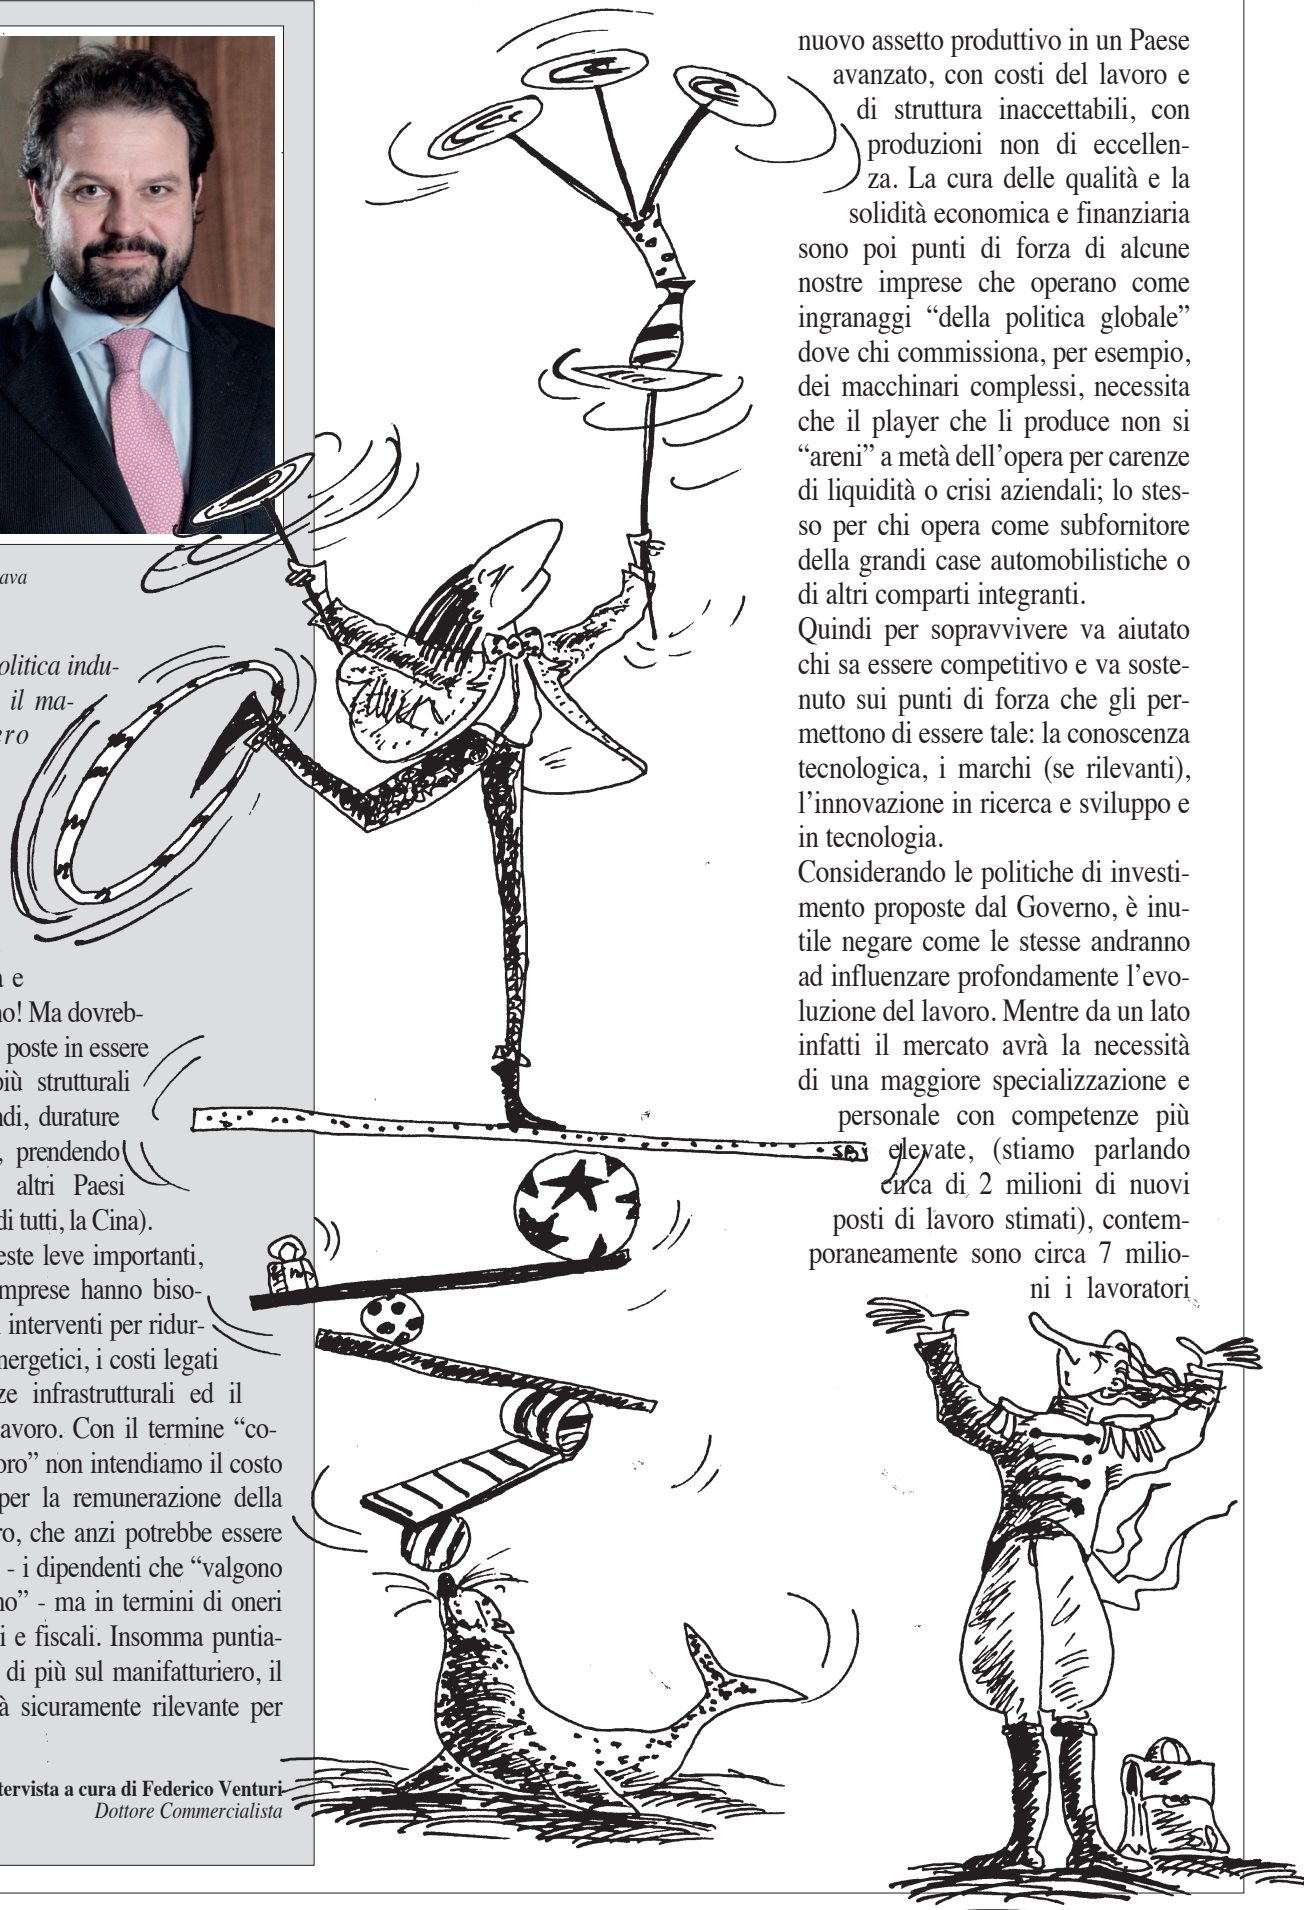 ava
olitica indu-
il ma-
ero
a e
no! Ma dovreb-
poste in essere
più strutturali
ndi, durature
, prendendo
altri Paesi
di tutti, la Cina).
este leve importanti,
mprese hanno biso-
interventi per ridur-
nergetici, i costi legati
ze infrastrutturali ed il
avoro. Con il termine “co-
oro” non intendiamo il costo
per la remunerazione della
ro, che anzi potrebbe essere
- i dipendenti che “valgono
no” - ma in termini di oneri
i e fiscali. Insomma puntia-
di più sul manifatturiero, il
à sicuramente rilevante per
tervista a cura di Federico Venturi
Dottore Commercialista
nuovo assetto produttivo in un Paese
avanzato, con costi del lavoro e
di struttura inaccettabili, con
produzioni non di eccellen-
za. La cura delle qualità e la
solidità economica e finanziaria
sono poi punti di forza di alcune
nostre imprese che operano come
ingranaggi “della politica globale”
dove chi commissiona, per esempio,
dei macchinari complessi, necessita
che il player che li produce non si
“areni” a metà dell’opera per carenze
di liquidità o crisi aziendali; lo stes-
so per chi opera come subfornitore
della grandi case automobilistiche o
di altri comparti integranti.
Quindi per sopravvivere va aiutato
chi sa essere competitivo e va soste-
nuto sui punti di forza che gli per-
mettono di essere tale: la conoscenza
tecnologica, i marchi (se rilevanti),
l’innovazione in ricerca e sviluppo e
in tecnologia.
Considerando le politiche di investi-
mento proposte dal Governo, è inu-
tile negare come le stesse andranno
ad influenzare profondamente l’evo-
luzione del lavoro. Mentre da un lato
infatti il mercato avrà la necessità
di una maggiore specializzazione e
personale con competenze più
elevate, (stiamo parlando
circa di 2 milioni di nuovi
posti di lavoro stimati), contem-
poraneamente sono circa 7 milio-
ni i lavoratori